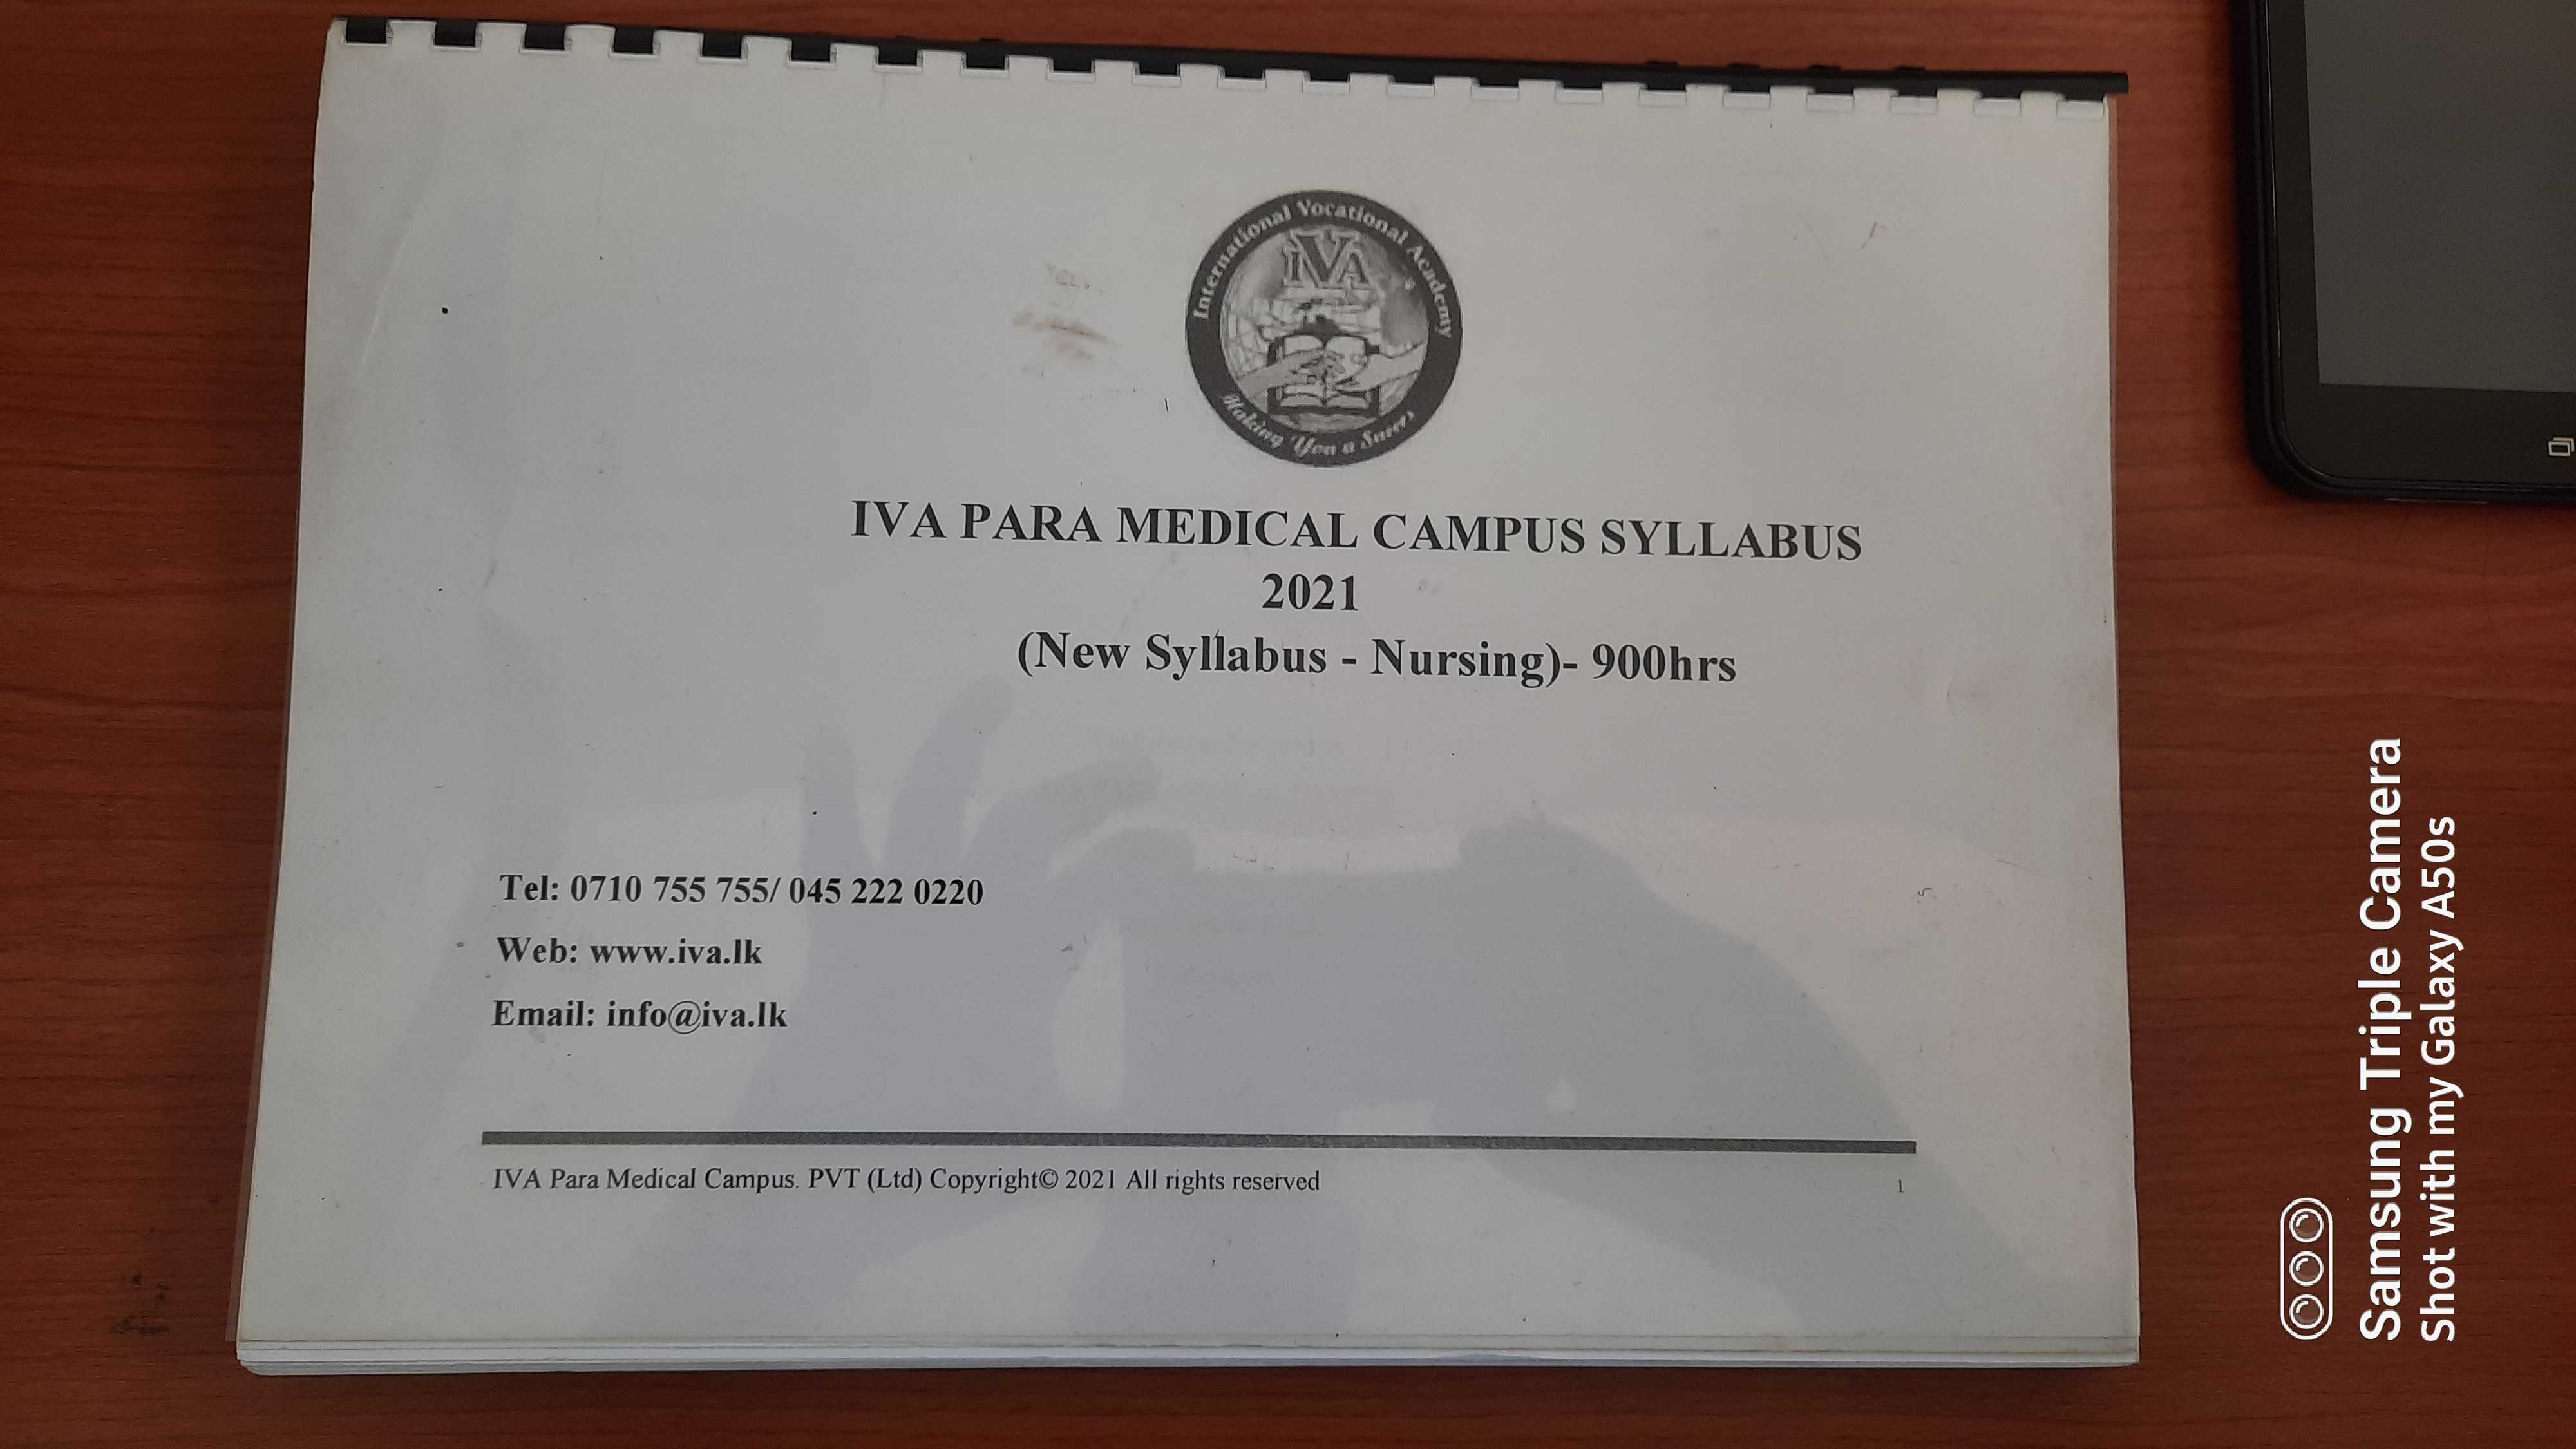 International Vocational Academy
IVA
Making You a
IVA PARA MEDICAL CAMPUS SYLLABUS
2021
(New Syllabus - Nursing)- 900hrs
Tel: 0710 755 755/ 045 222 0220
Web: www.iva.lk
Email: info@iva.lk
IVA Para Medical Campus. PVT (Ltd) Copyright© 2021 All rights reserved
1
Samsung Triple Camera
Shot with my Galaxy A50s